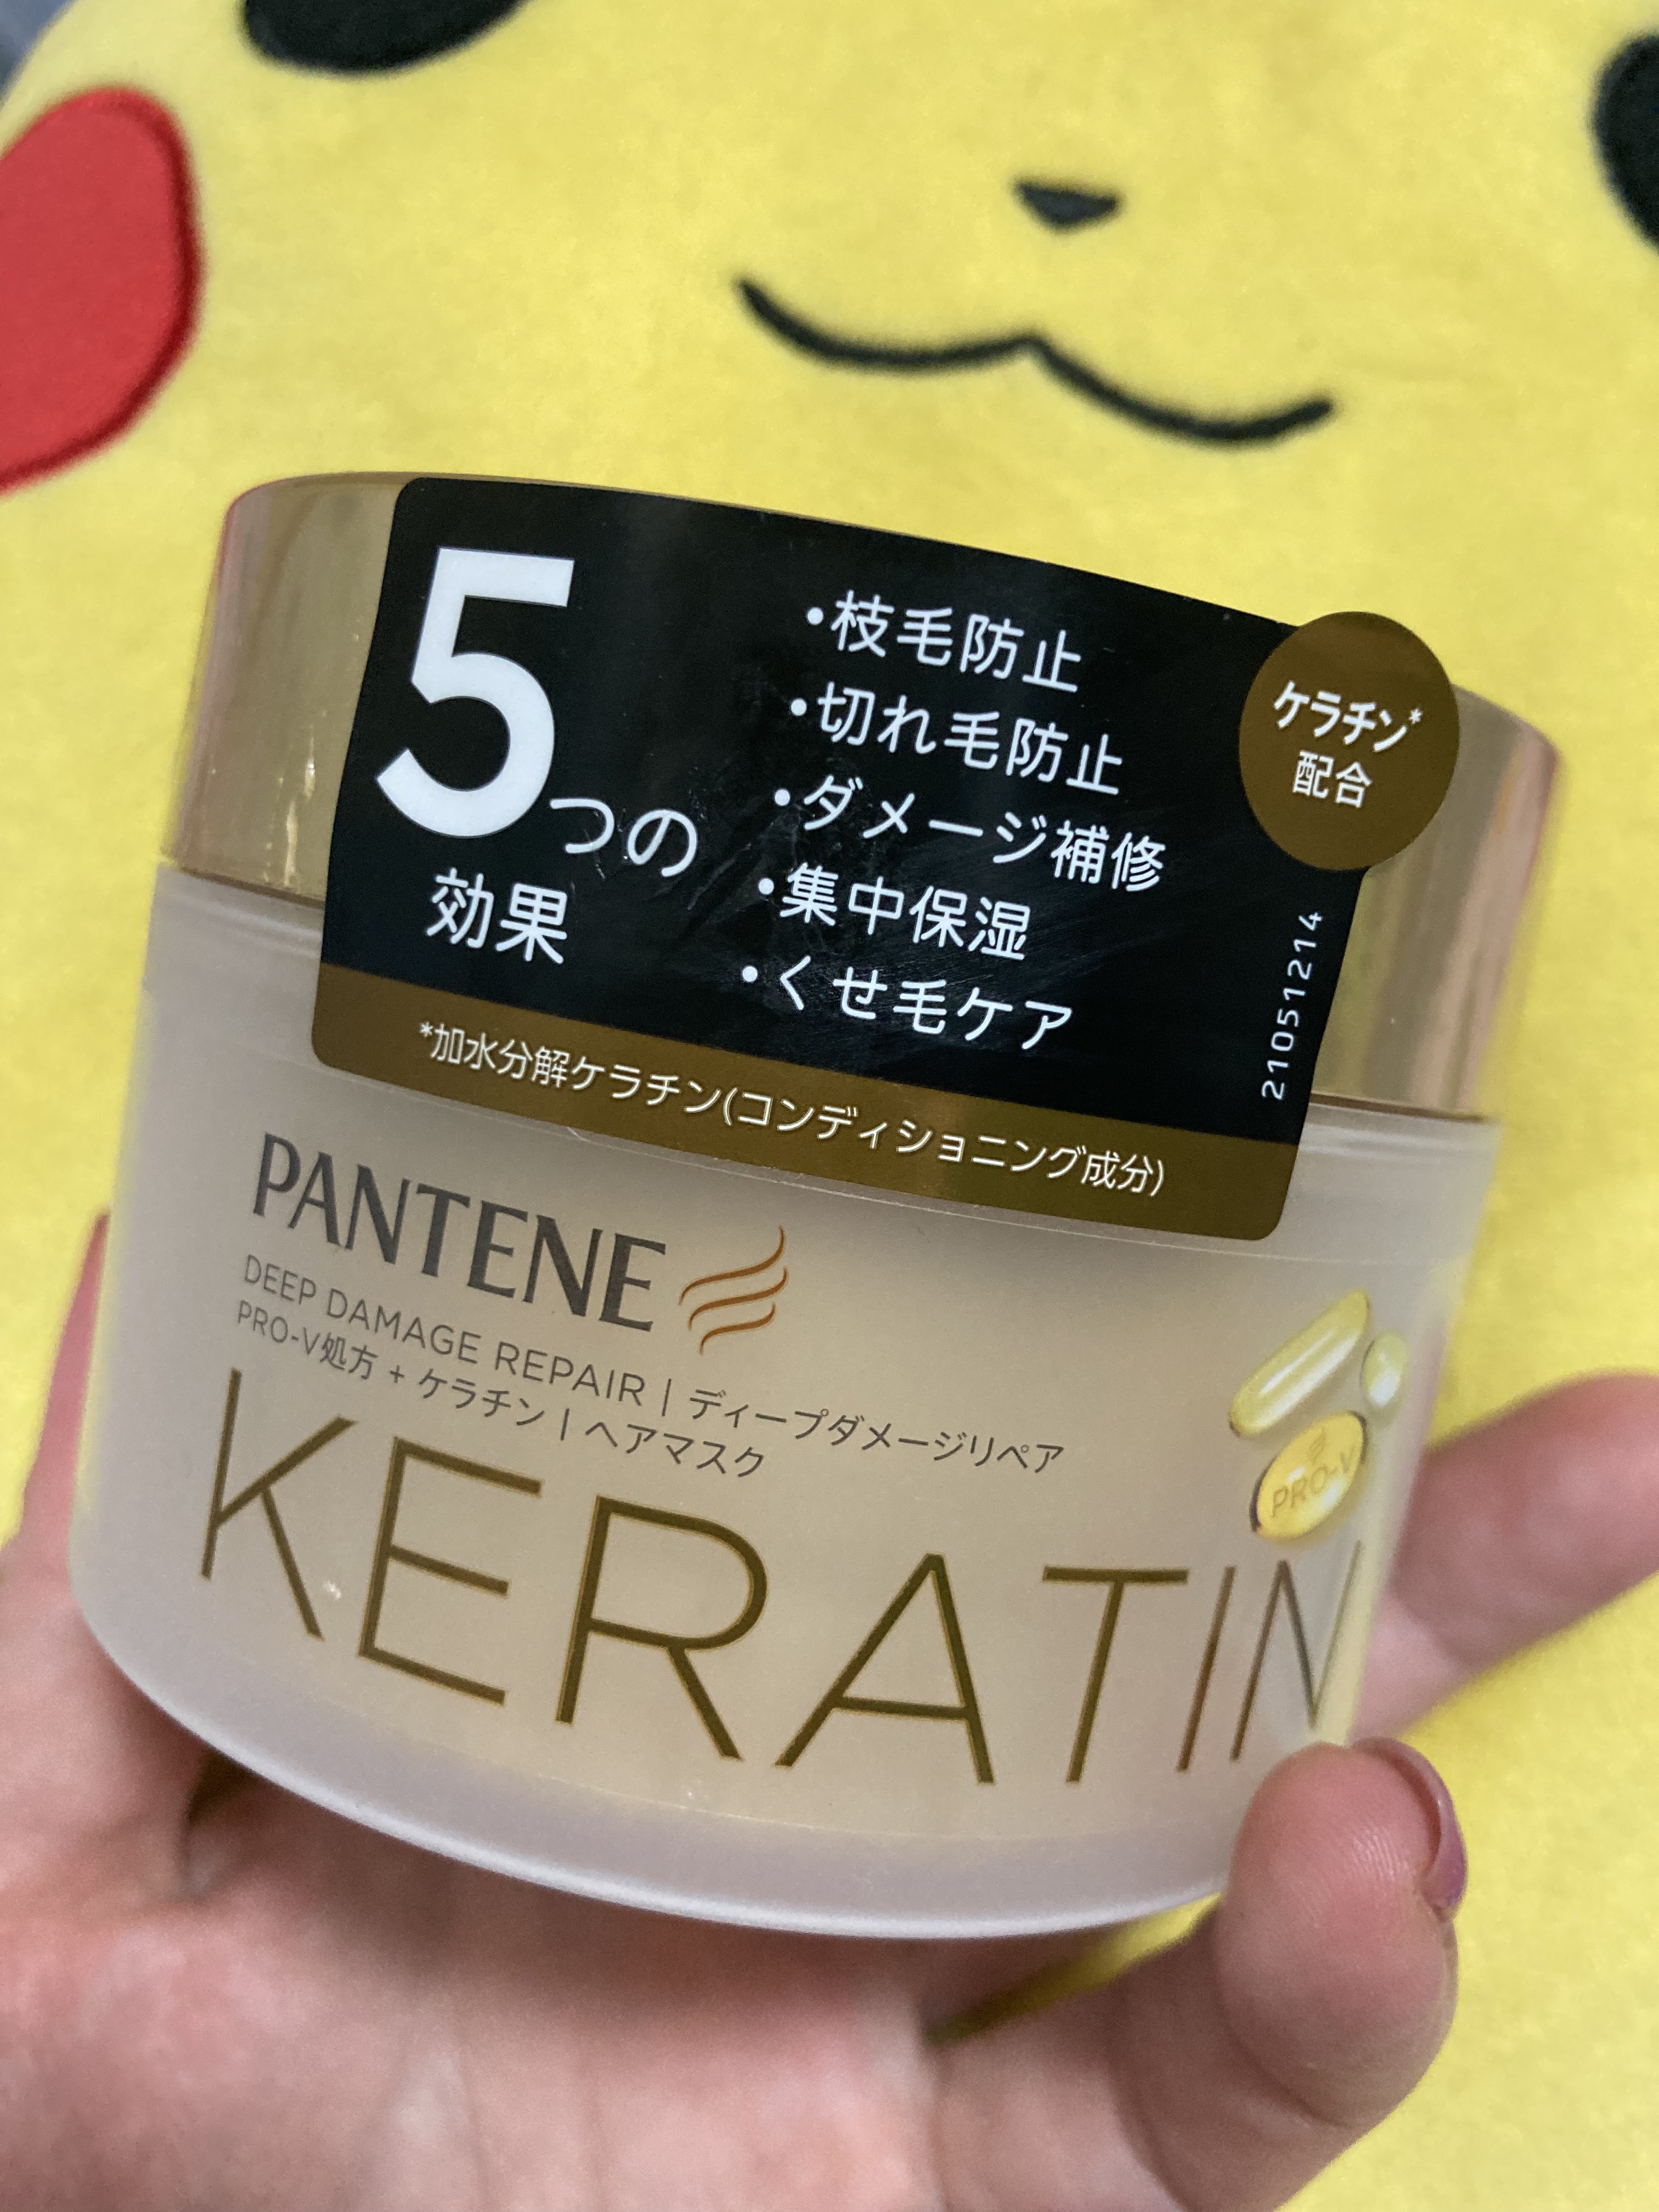 5つの
効果
・枝毛防止
・切れ毛防止
・ダメージ補修
・集中保湿
・くせ毛ケア
ケラチン*
配合
21051214
*加水分解ケラチン(コンディショニング成分)
PANTENE
DEEP DAMAGE REPAIR | ディープダメージリペア
PRO-V処方 + ケラチン | ヘアマスク
PRO-V
KERATIN